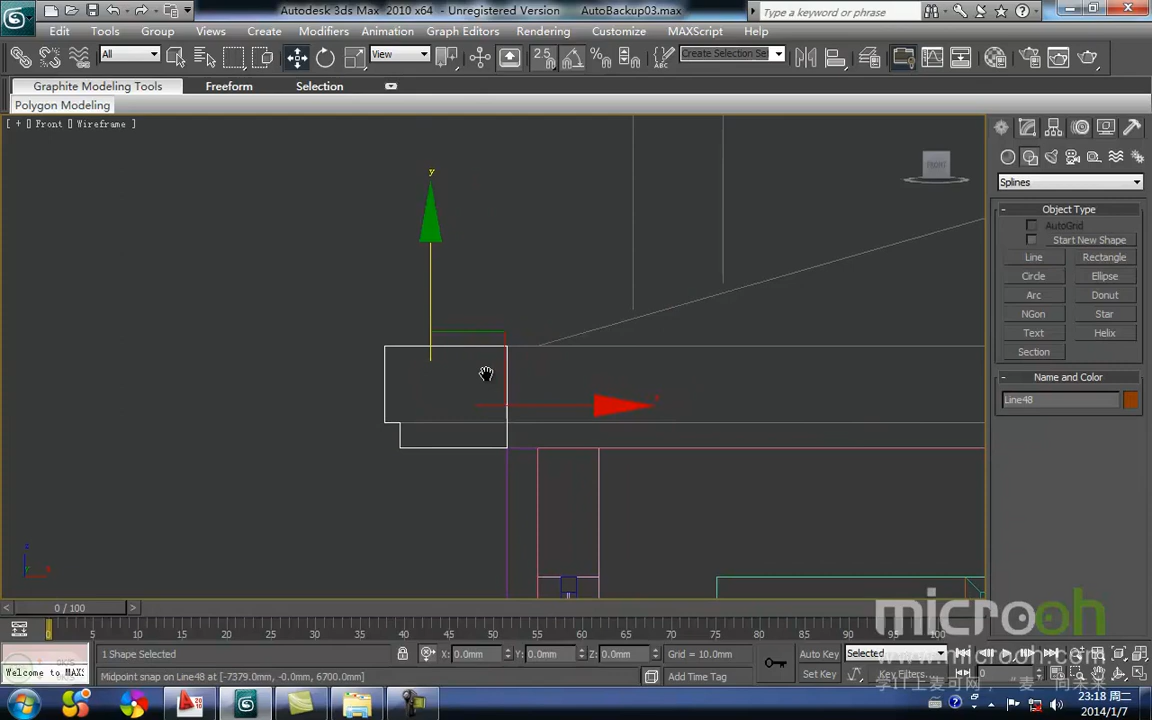 Autodesk 3ds Max 2010 x64 - Unregistered Version AutoBackup03.max
Type a keyword or phrase
Edit Tools Group Views Create Modifiers Animation Graph Editors Rendering Customize MAXScript Help
All View 2.5 Create Selection Se
Graphite Modeling Tools Freeform Selection
Polygon Modeling
[ + [] Front [] Wireframe ]
FRONT
Splines
- Object Type
AutoGrid
Start New Shape
Line Rectangle
Circle Ellipse
Arc Donut
NGon Star
Text Helix
Section
- Name and Color
Line48
y
x
z
x
microoh
www.microoh.com
< 0 / 100 >
0 5 10 15 20 25 30 35 40 45 50 55 60 65 70 75 80 85 90 95 100
1 Shape Selected X: 0.0mm Y: 0.0mm Z: 0.0mm Grid = 10.0mm Auto Key Selected
Welcome to MAX: Midpoint snap on Line48 at [-7379.0mm, -0.0mm, 6700.0mm] Add Time Tag Set Key Key Filters... 0
23:18 周二
2014/1/7